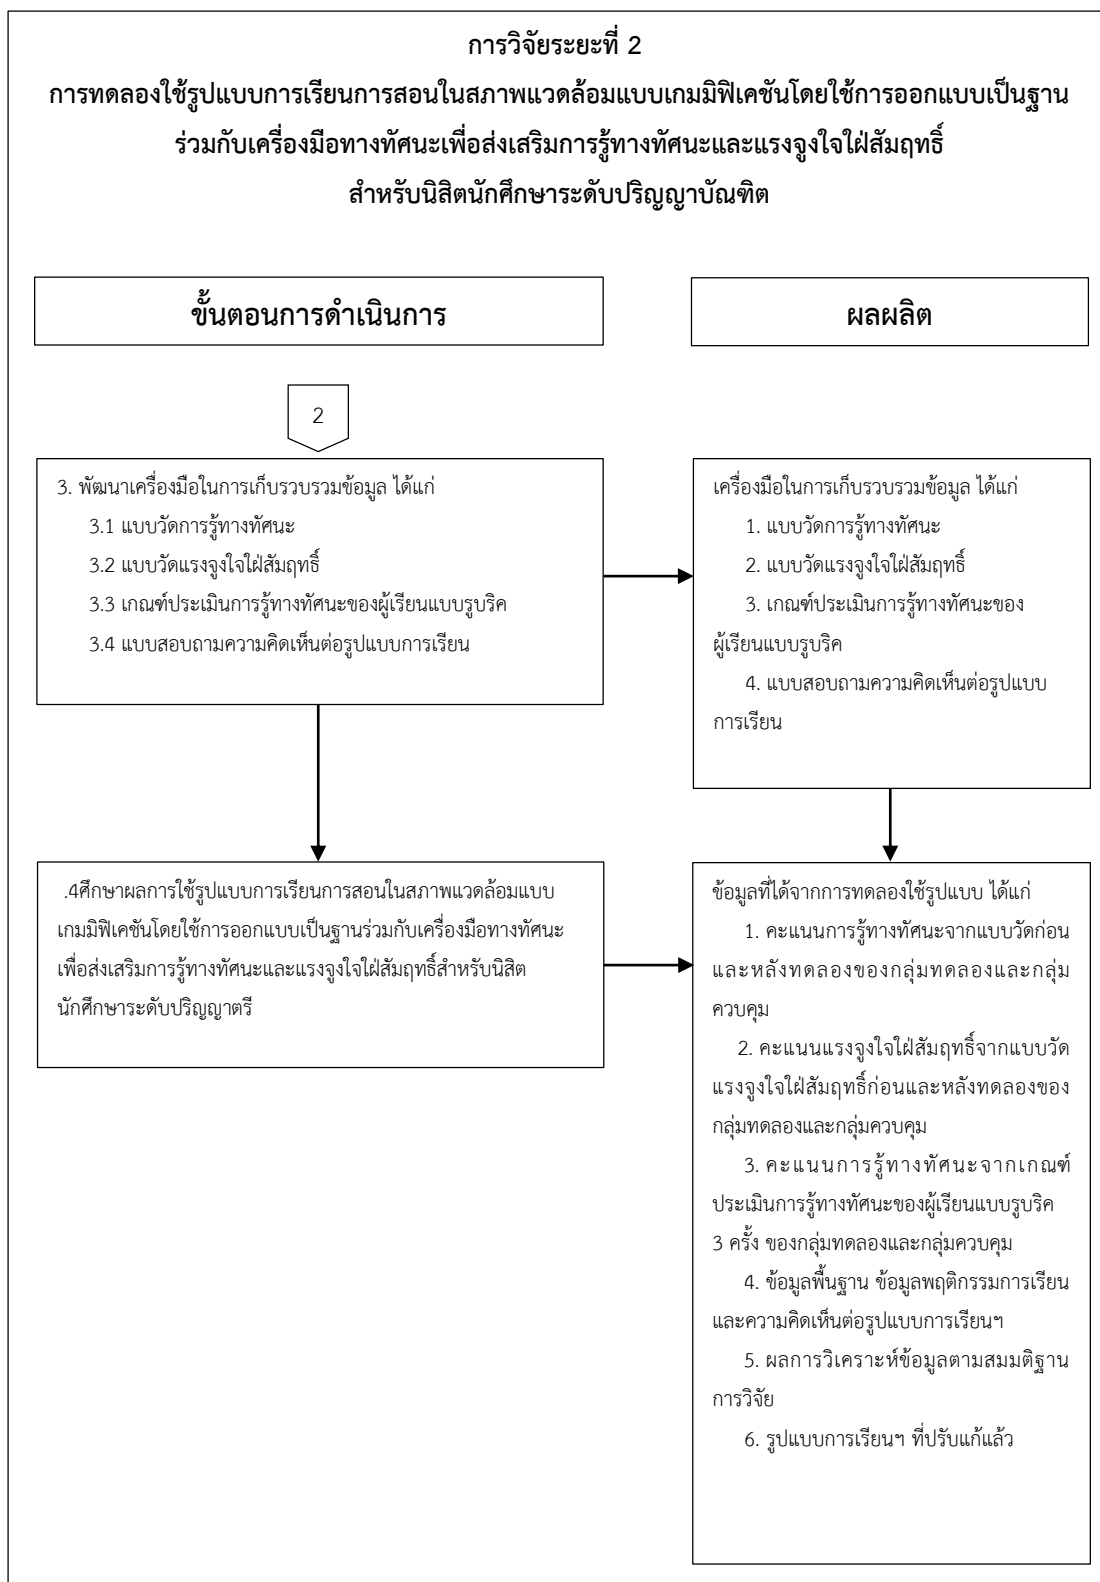 การวิจัยระยะที่ 2
การทดลองใช้รูปแบบการเรียนการสอนในสภาพแวดล้อมแบบเกมมิฟิเคชันโดยใช้การออกแบบเป็นฐาน
ร่วมกับเครื่องมือทางทัศนะเพื่อส่งเสริมการรู้ทางทัศนะและแรงจูงใจใฝ่สัมฤทธิ์
สำหรับนิสิตนักศึกษาระดับปริญญาบัณฑิต
ขั้นตอนการดำเนินการ
ผลผลิต
2
3. พัฒนาเครื่องมือในการเก็บรวบรวมข้อมูล ได้แก่
3.1 แบบวัดการรู้ทางทัศนะ
3.2 แบบวัดแรงจูงใจใฝ่สัมฤทธิ์
3.3 เกณฑ์ประเมินการรู้ทางทัศนะของผู้เรียนแบบรูบริค
3.4 แบบสอบถามความคิดเห็นต่อรูปแบบการเรียน
เครื่องมือในการเก็บรวบรวมข้อมูล ได้แก่
1. แบบวัดการรู้ทางทัศนะ
2. แบบวัดแรงจูงใจใฝ่สัมฤทธิ์
3. เกณฑ์ประเมินการรู้ทางทัศนะของ
ผู้เรียนแบบรูบริค
4. แบบสอบถามความคิดเห็นต่อรูปแบบ
การเรียน
.4ศึกษาผลการใช้รูปแบบการเรียนการสอนในสภาพแวดล้อมแบบ
เกมมิฟิเคชันโดยใช้การออกแบบเป็นฐานร่วมกับเครื่องมือทางทัศนะ
เพื่อส่งเสริมการรู้ทางทัศนะและแรงจูงใจใฝ่สัมฤทธิ์สำหรับนิสิต
นักศึกษาระดับปริญญาตรี
ข้อมูลที่ได้จากการทดลองใช้รูปแบบ ได้แก่
1. คะแนนการรู้ทางทัศนะจากแบบวัดก่อน
และหลังทดลองของกลุ่มทดลองและกลุ่ม
ควบคุม
2. คะแนนแรงจูงใจใฝ่สัมฤทธิ์จากแบบวัด
แรงจูงใจใฝ่สัมฤทธิ์ก่อนและหลังทดลองของ
กลุ่มทดลองและกลุ่มควบคุม
3. คะแนนการรู้ทางทัศนะจากเกณฑ์
ประเมินการรู้ทางทัศนะของผู้เรียนแบบรูบริค
3 ครั้ง ของกลุ่มทดลองและกลุ่มควบคุม
4. ข้อมูลพื้นฐาน ข้อมูลพฤติกรรมการเรียน
และความคิดเห็นต่อรูปแบบการเรียนฯ
5. ผลการวิเคราะห์ข้อมูลตามสมมติฐาน
การวิจัย
6. รูปแบบการเรียนฯ ที่ปรับแก้แล้ว